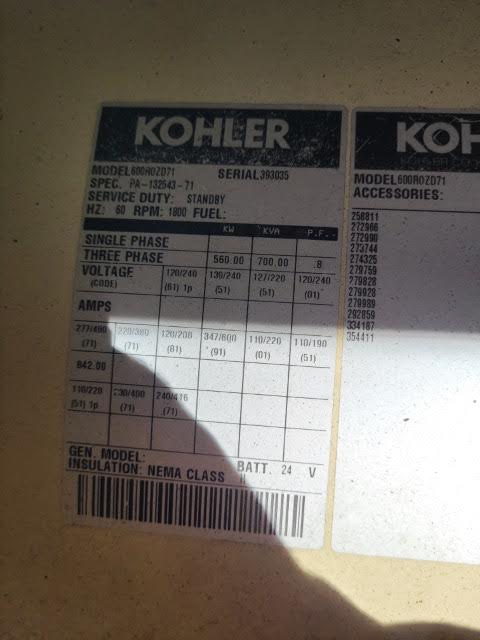 KOHLER
MODEL 600ROZD71 SERIAL 393035
SPEC. PA-132543-71
SERVICE DUTY: STANDBY
HZ: 60 RPM: 1800 FUEL:
KW KVA P.F.
SINGLE PHASE
THREE PHASE 560.00 700.00 .8
VOLTAGE 120/240 139/240 127/220 120/240
(CODE) (61) 1p (51) (51) (01)
AMPS
277/480 220/380 120/208 347/600 110/220 110/190
(71) (71) (81) (91) (01) (51)
842.00
110/220 230/400 240/416
(51) 1p (71) (71)
GEN. MODEL: BATT. 24 V
INSULATION: NEMA CLASS H
KOH
KOHLER CO
MODEL 600ROZD71
ACCESSORIES:
258811
272966
272990
273744
274325
279759
279828
279928
279989
292859
334187
354411